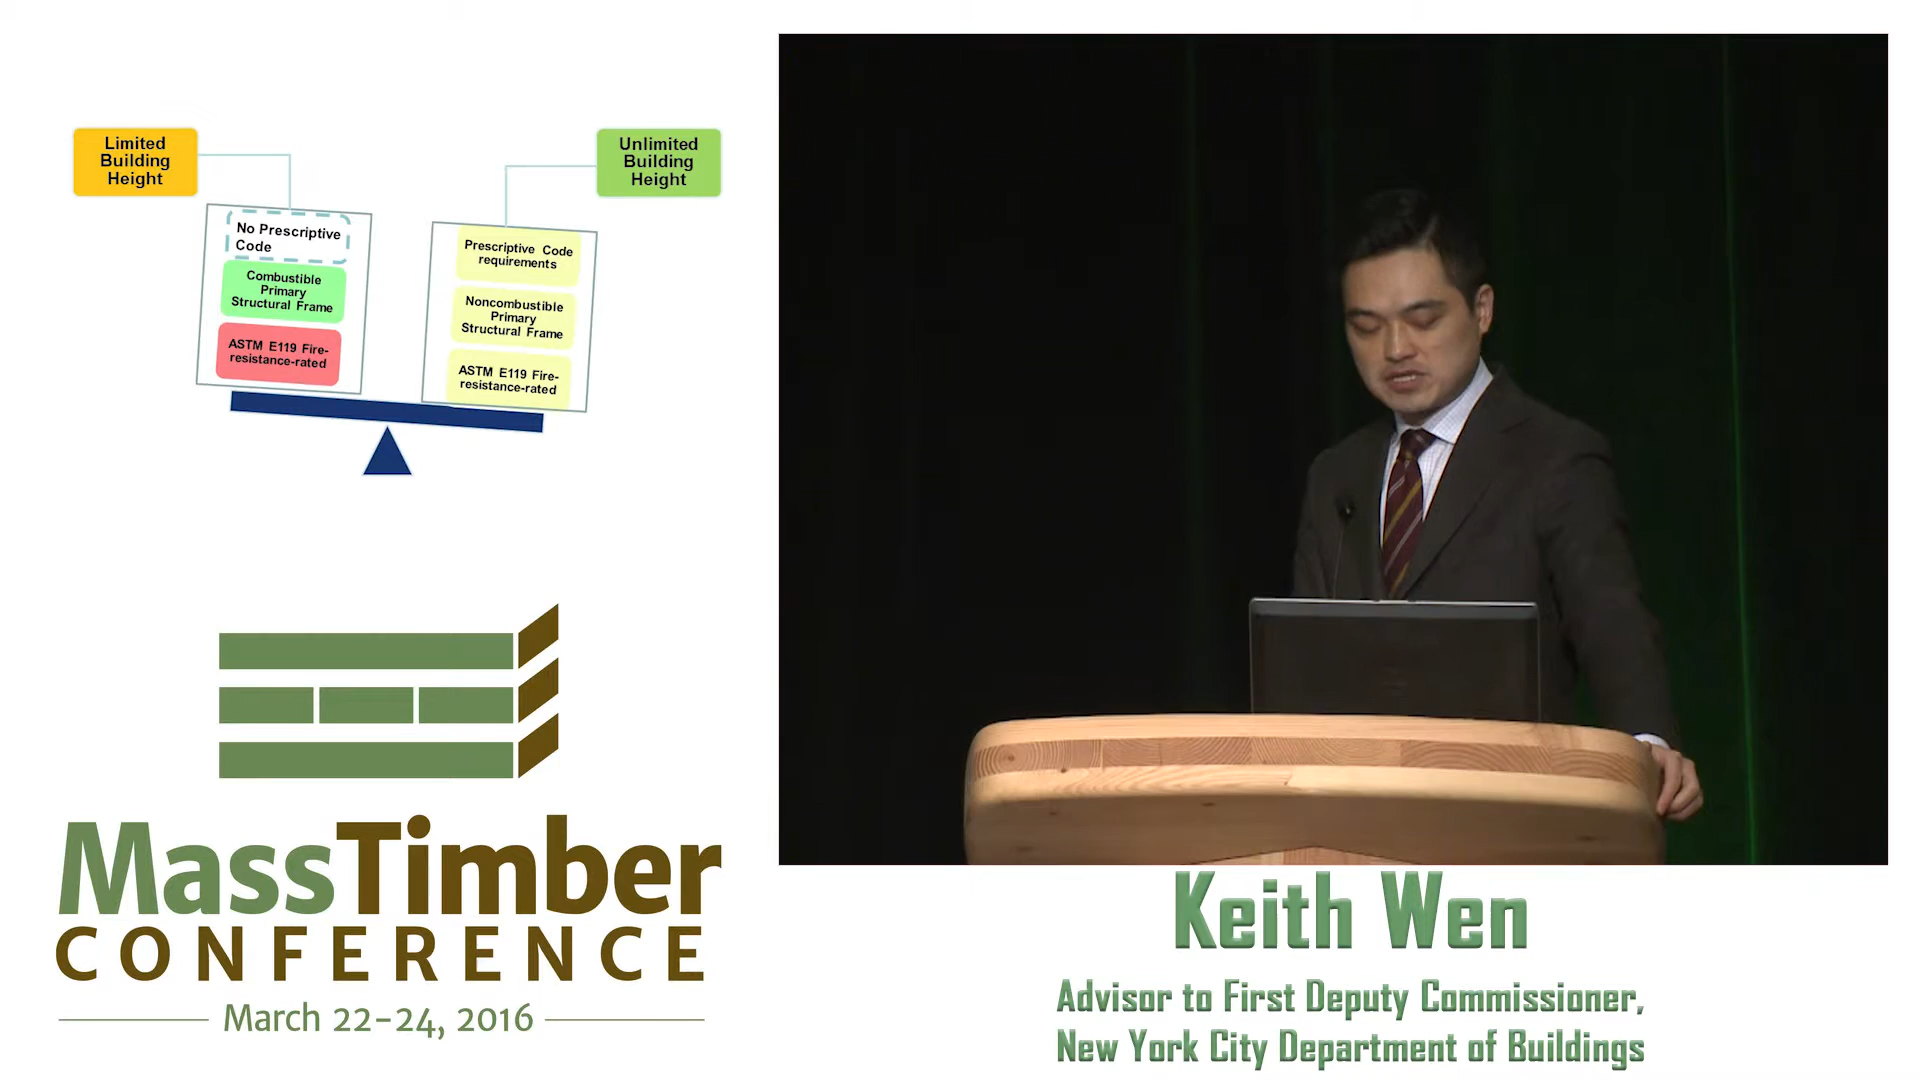 Limited
Building
Height
Unlimited
Building
Height
No Prescriptive
Code
Combustible
Primary
Structural Frame
ASTM E119 Fire-
resistance-rated
Prescriptive Code
requirements
Noncombustible
Primary
Structural Frame
ASTM E119 Fire-
resistance-rated
MassTimber
CONFERENCE
March 22-24, 2016
Keith Wen
Advisor to First Deputy Commissioner,
New York City Department of Buildings